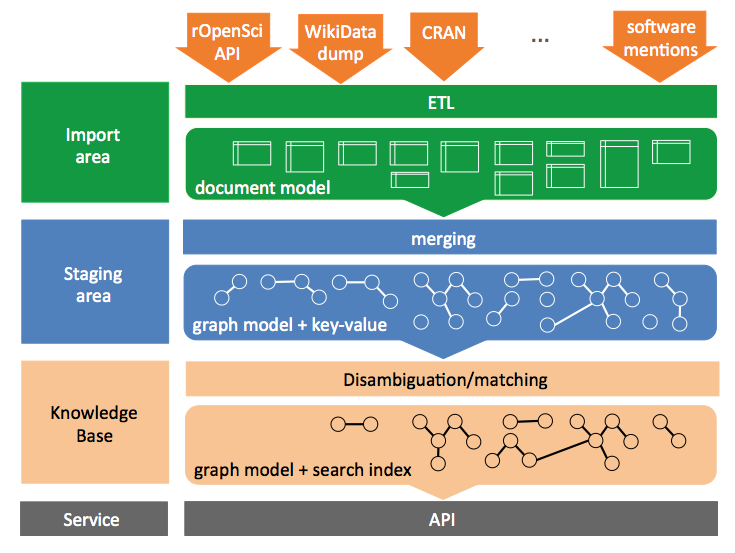 rOpenSci
API
WikiData
dump
CRAN
...
software
mentions
Import
area
ETL
document model
Staging
area
merging
graph model + key-value
Knowledge
Base
Disambiguation/matching
graph model + search index
Service
API